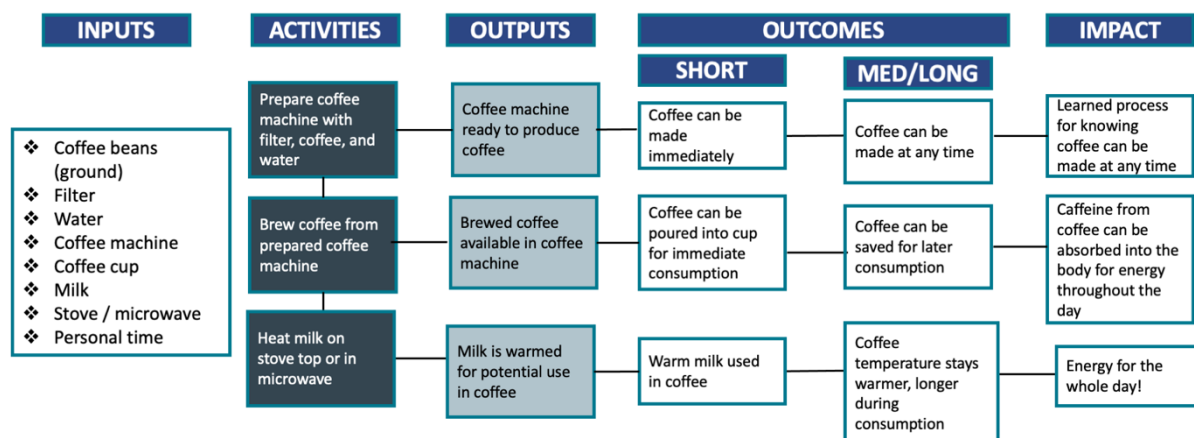 INPUTS
ACTIVITIES
OUTPUTS
OUTCOMES
IMPACT
SHORT
MED/LONG
❖ Coffee beans
(ground)
❖ Filter
❖ Water
❖ Coffee machine
❖ Coffee cup
❖ Milk
❖ Stove / microwave
❖ Personal time
Prepare coffee
machine with
filter, coffee, and
water
Coffee machine
ready to produce
coffee
Coffee can be
made
immediately
Coffee can be
made at any time
Learned process
for knowing
coffee can be
made at any time
Brew coffee from
prepared coffee
machine
Brewed coffee
available in coffee
machine
Coffee can be
poured into cup
for immediate
consumption
Coffee can be
saved for later
consumption
Caffeine from
coffee can be
absorbed into the
body for energy
throughout the
day
Heat milk on
stove top or in
microwave
Milk is warmed
for potential use
in coffee
Warm milk used
in coffee
Coffee
temperature stays
warmer, longer
during
consumption
Energy for the
whole day!